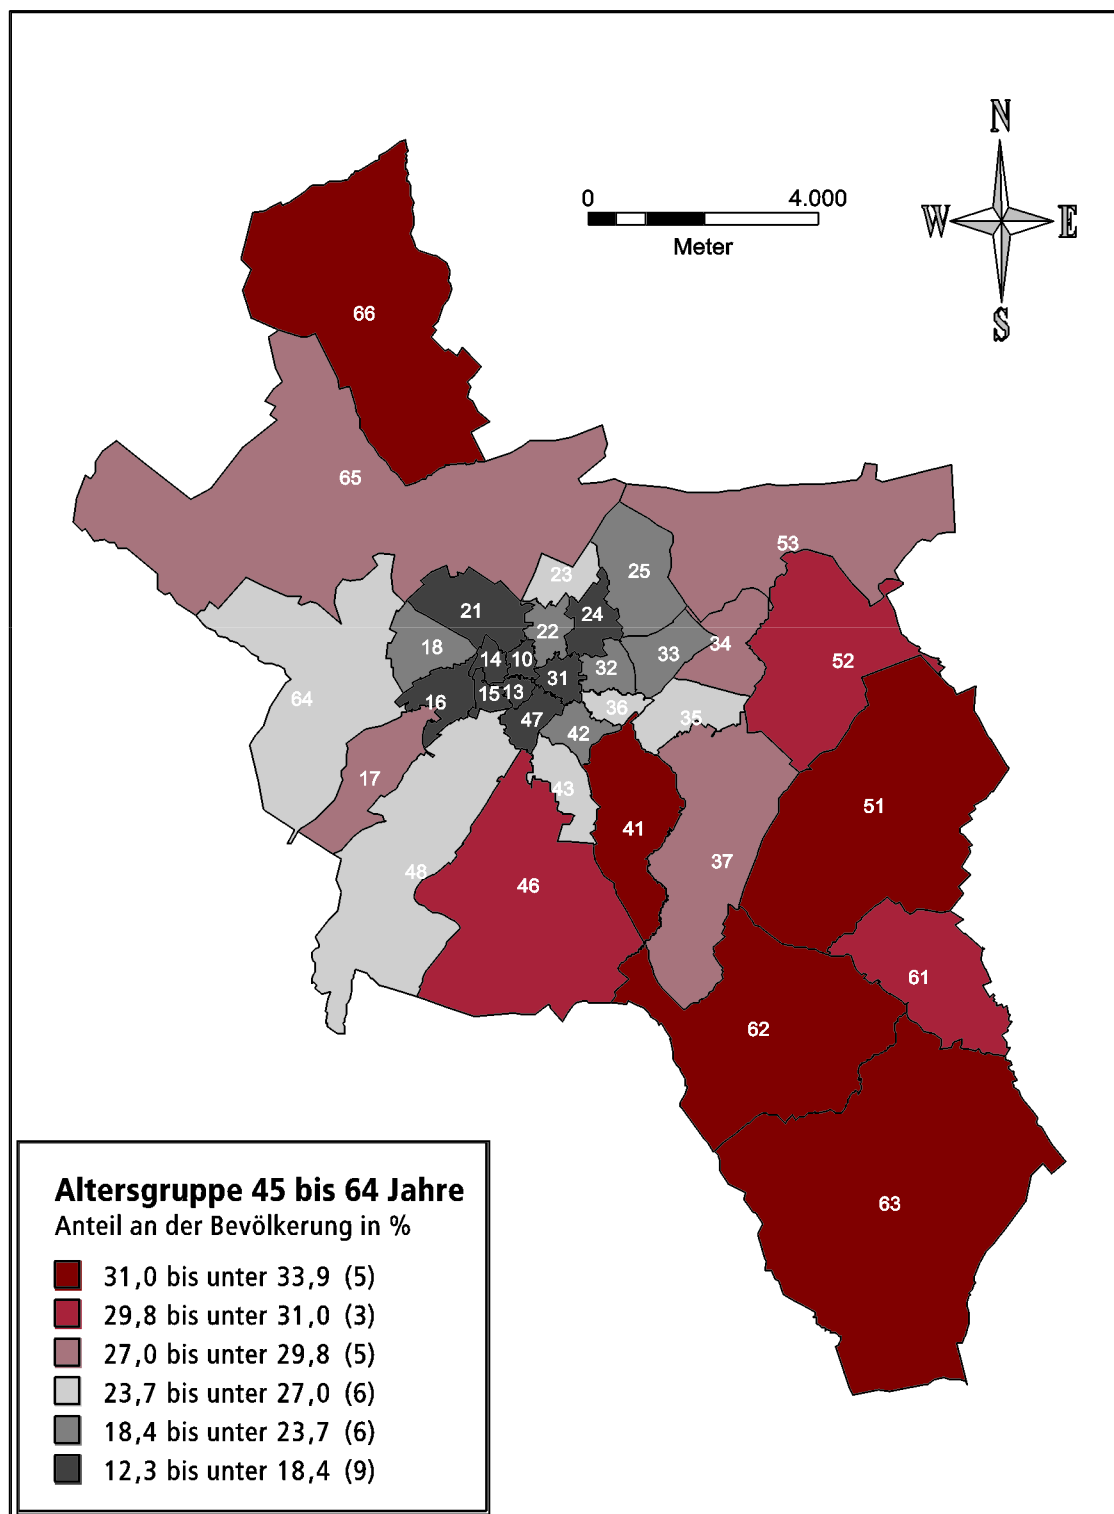 N
0 4.000
W E
Meter
S
66
65
53
23
25
21
24
22
18
34
33
14 10
52
32
31
16
15 13
64
36
47
35
42
17
43
51
41
37
48
46
61
62
63
Altersgruppe 45 bis 64 Jahre
Anteil an der Bevölkerung in %
31,0 bis unter 33,9 (5)
29,8 bis unter 31,0 (3)
27,0 bis unter 29,8 (5)
23,7 bis unter 27,0 (6)
18,4 bis unter 23,7 (6)
12,3 bis unter 18,4 (9)